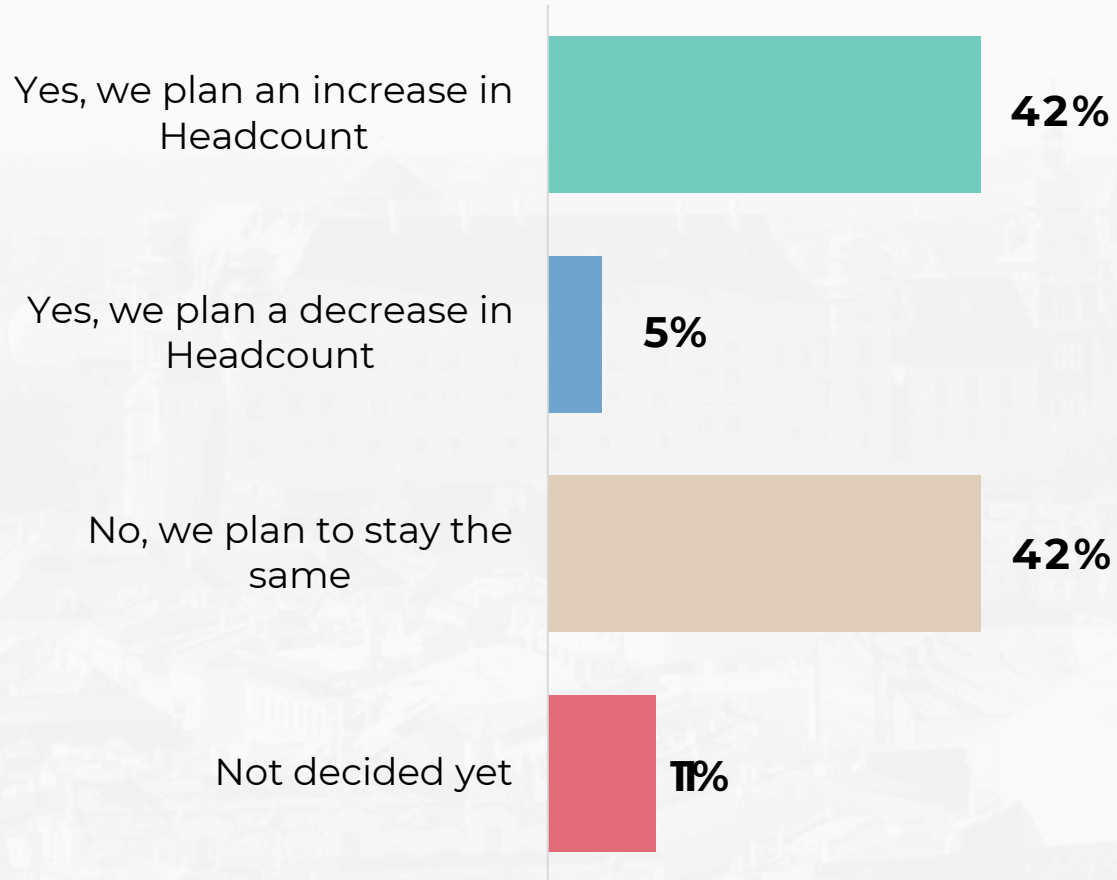 Yes, we plan an increase in
Headcount
42%
Yes, we plan a decrease in
Headcount
5%
No, we plan to stay the
same
42%
Not decided yet
11%